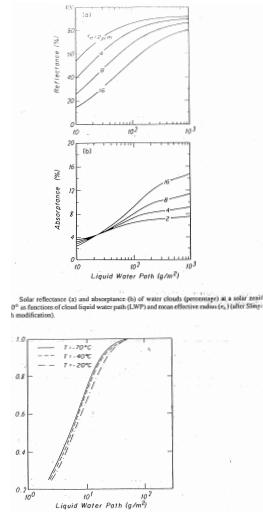 100
(a)
rₑ=2μm
80
4
60
8
40
16
20
0
Reflectance (%)
10 10² 10³
20
(b)
16
16
12
8
8
4
2
4
0
Absorptance (%)
10 10² 10³
Liquid Water Path (g/m²)
Solar reflectance (a) and absorptance (b) of water clouds (percentage) at a solar
0° as functions of cloud liquid water path (LWP) and mean effective radius (rₑ) (after
h modification).
1.0
T = -70°C
T = -40°C
T = -20°C
0.8
0.6
0.4
0.2
10⁰ 10¹ 10²
Liquid Water Path (g/m²)